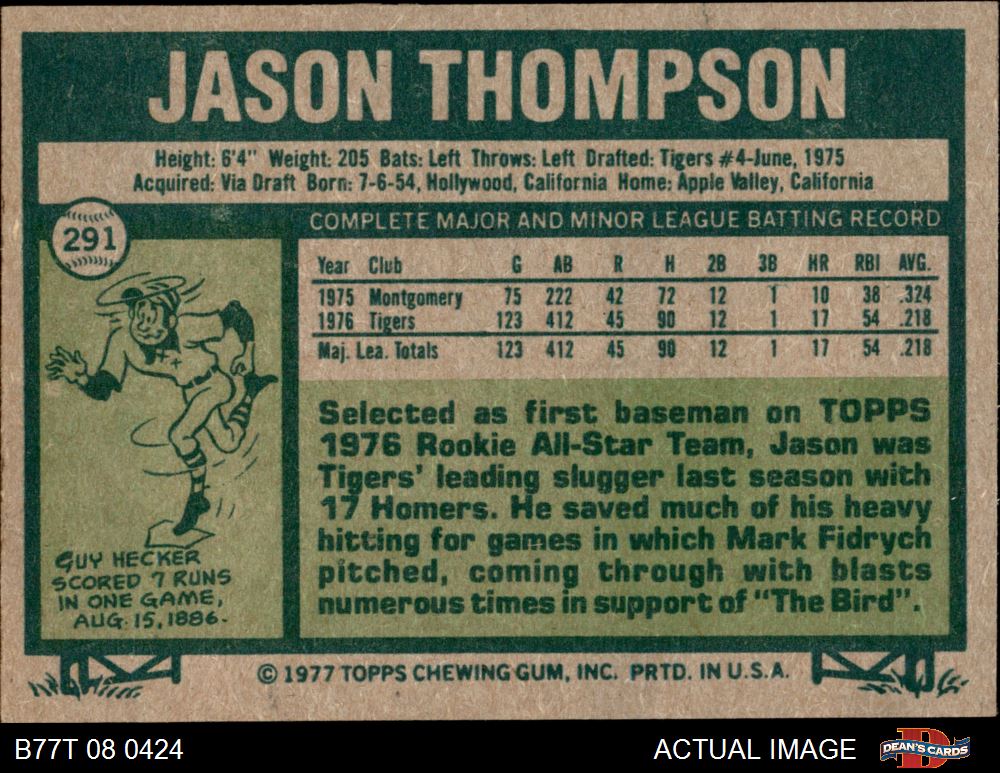 JASON THOMPSON
Height: 6'4" Weight: 205 Bats: Left Throws: Left Drafted: Tigers #4-June, 1975
Acquired: Via Draft Born: 7-6-54, Hollywood, California Home: Apple Valley, California
291
COMPLETE MAJOR AND MINOR LEAGUE BATTING RECORD
Year Club G AB R H 2B 3B HR RBI AVG.
1975 Montgomery 75 222 42 72 12 1 10 38 .324
1976 Tigers 123 412 45 90 12 1 17 54 .218
Maj. Lea. Totals 123 412 45 90 12 1 17 54 .218
Selected as first baseman on TOPPS
1976 Rookie All-Star Team, Jason was
Tigers' leading slugger last season with
17 Homers. He saved much of his heavy
hitting for games in which Mark Fidrych
pitched, coming through with blasts
numerous times in support of "The Bird".
GUY HECKER
SCORED 7 RUNS
IN ONE GAME,
AUG. 15, 1886.
© 1977 TOPPS CHEWING GUM, INC. PRTD. IN U.S.A.
B77T 08 0424
ACTUAL IMAGE
DEAN'S CARDS